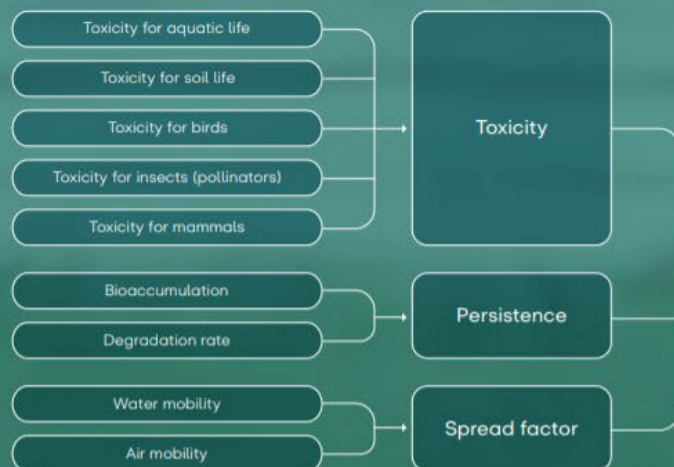 Toxicity for aquatic life
Toxicity for soil life
Toxicity for birds
Toxicity for insects (pollinators)
Toxicity for mammals
Toxicity
Bioaccumulation
Degradation rate
Persistence
Water mobility
Air mobility
Spread factor